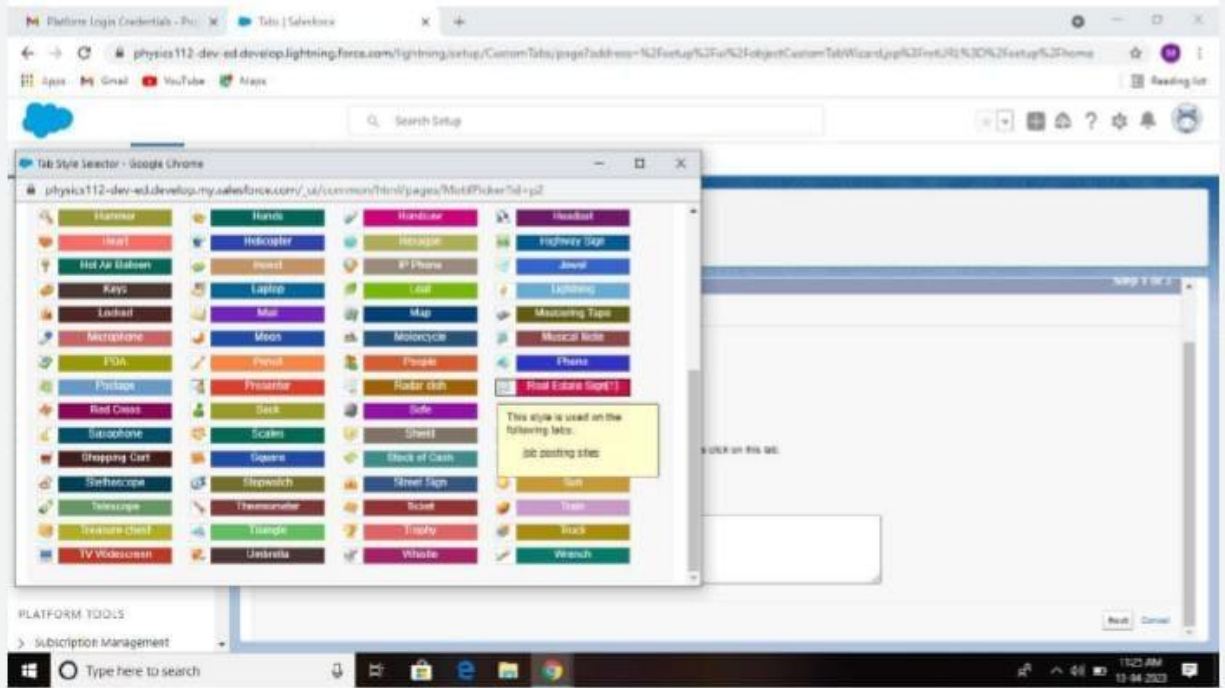 Platform Login Credentials - Pro
Tabs | Salesforce
physics112-dev-ed.develop.lightning.force.com/lightning/setup/CustomTabs/page?address=%2Fsetup%2Fui%2FobjectCustomTabWizard.jsp%3FretURL%3D%2Fsetup%2Fhome
Apps Gmail YouTube Maps
Reading list
Search Setup
Tab Style Selector - Google Chrome
physics112-dev-ed.develop.my.salesforce.com/_ui/common/html/pages/MotifPicker?id=p2
Hammer Hands Handsaw Headset
Heart Helicopter Hexagon Highway Sign
Hot Air Balloon Insect IP Phone Jewel
Keys Laptop Leaf Lightning
Locked Mail Map Measuring Tape
Microphone Moon Motorcycle Musical Note
PDA Pencil People Phone
Postage Presenter Radar dish Real Estate Sign[*]
Red Cross Sack Safe
This style is used on the
following tabs:
job posting sites
Saxophone Scales Shield
Shopping Cart Square Stack of Cash
Stethoscope Stopwatch Street Sign Sun
Telescope Thermometer Ticket Train
Treasure chest Triangle Trophy Truck
TV Widescreen Umbrella Whistle Wrench
click on this tab.
PLATFORM TOOLS
Subscription Management
Next Cancel
Type here to search
11:23 AM
13-04-2023